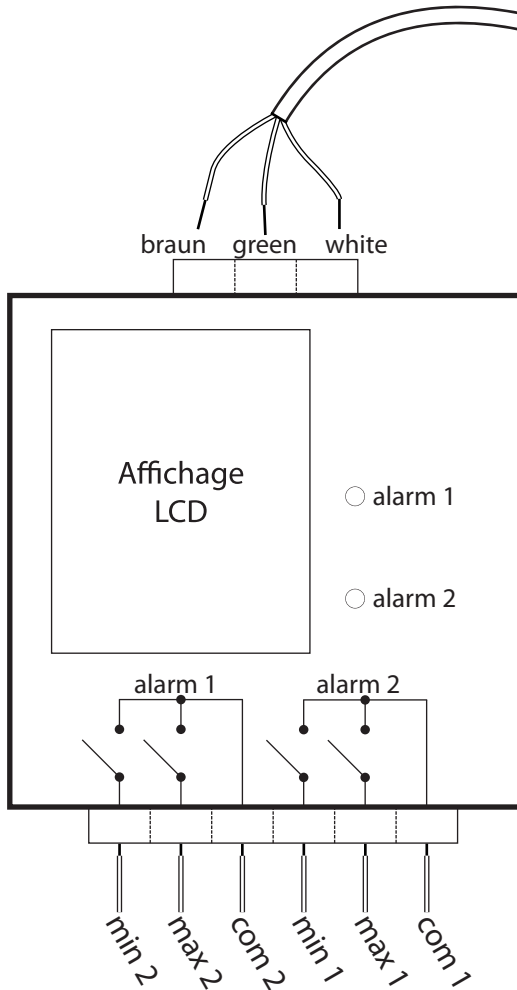 braun green white
Affichage
LCD
alarm 1
alarm 2
alarm 1 alarm 2
min 2 max 2 com 2 min 1 max 1 com 1